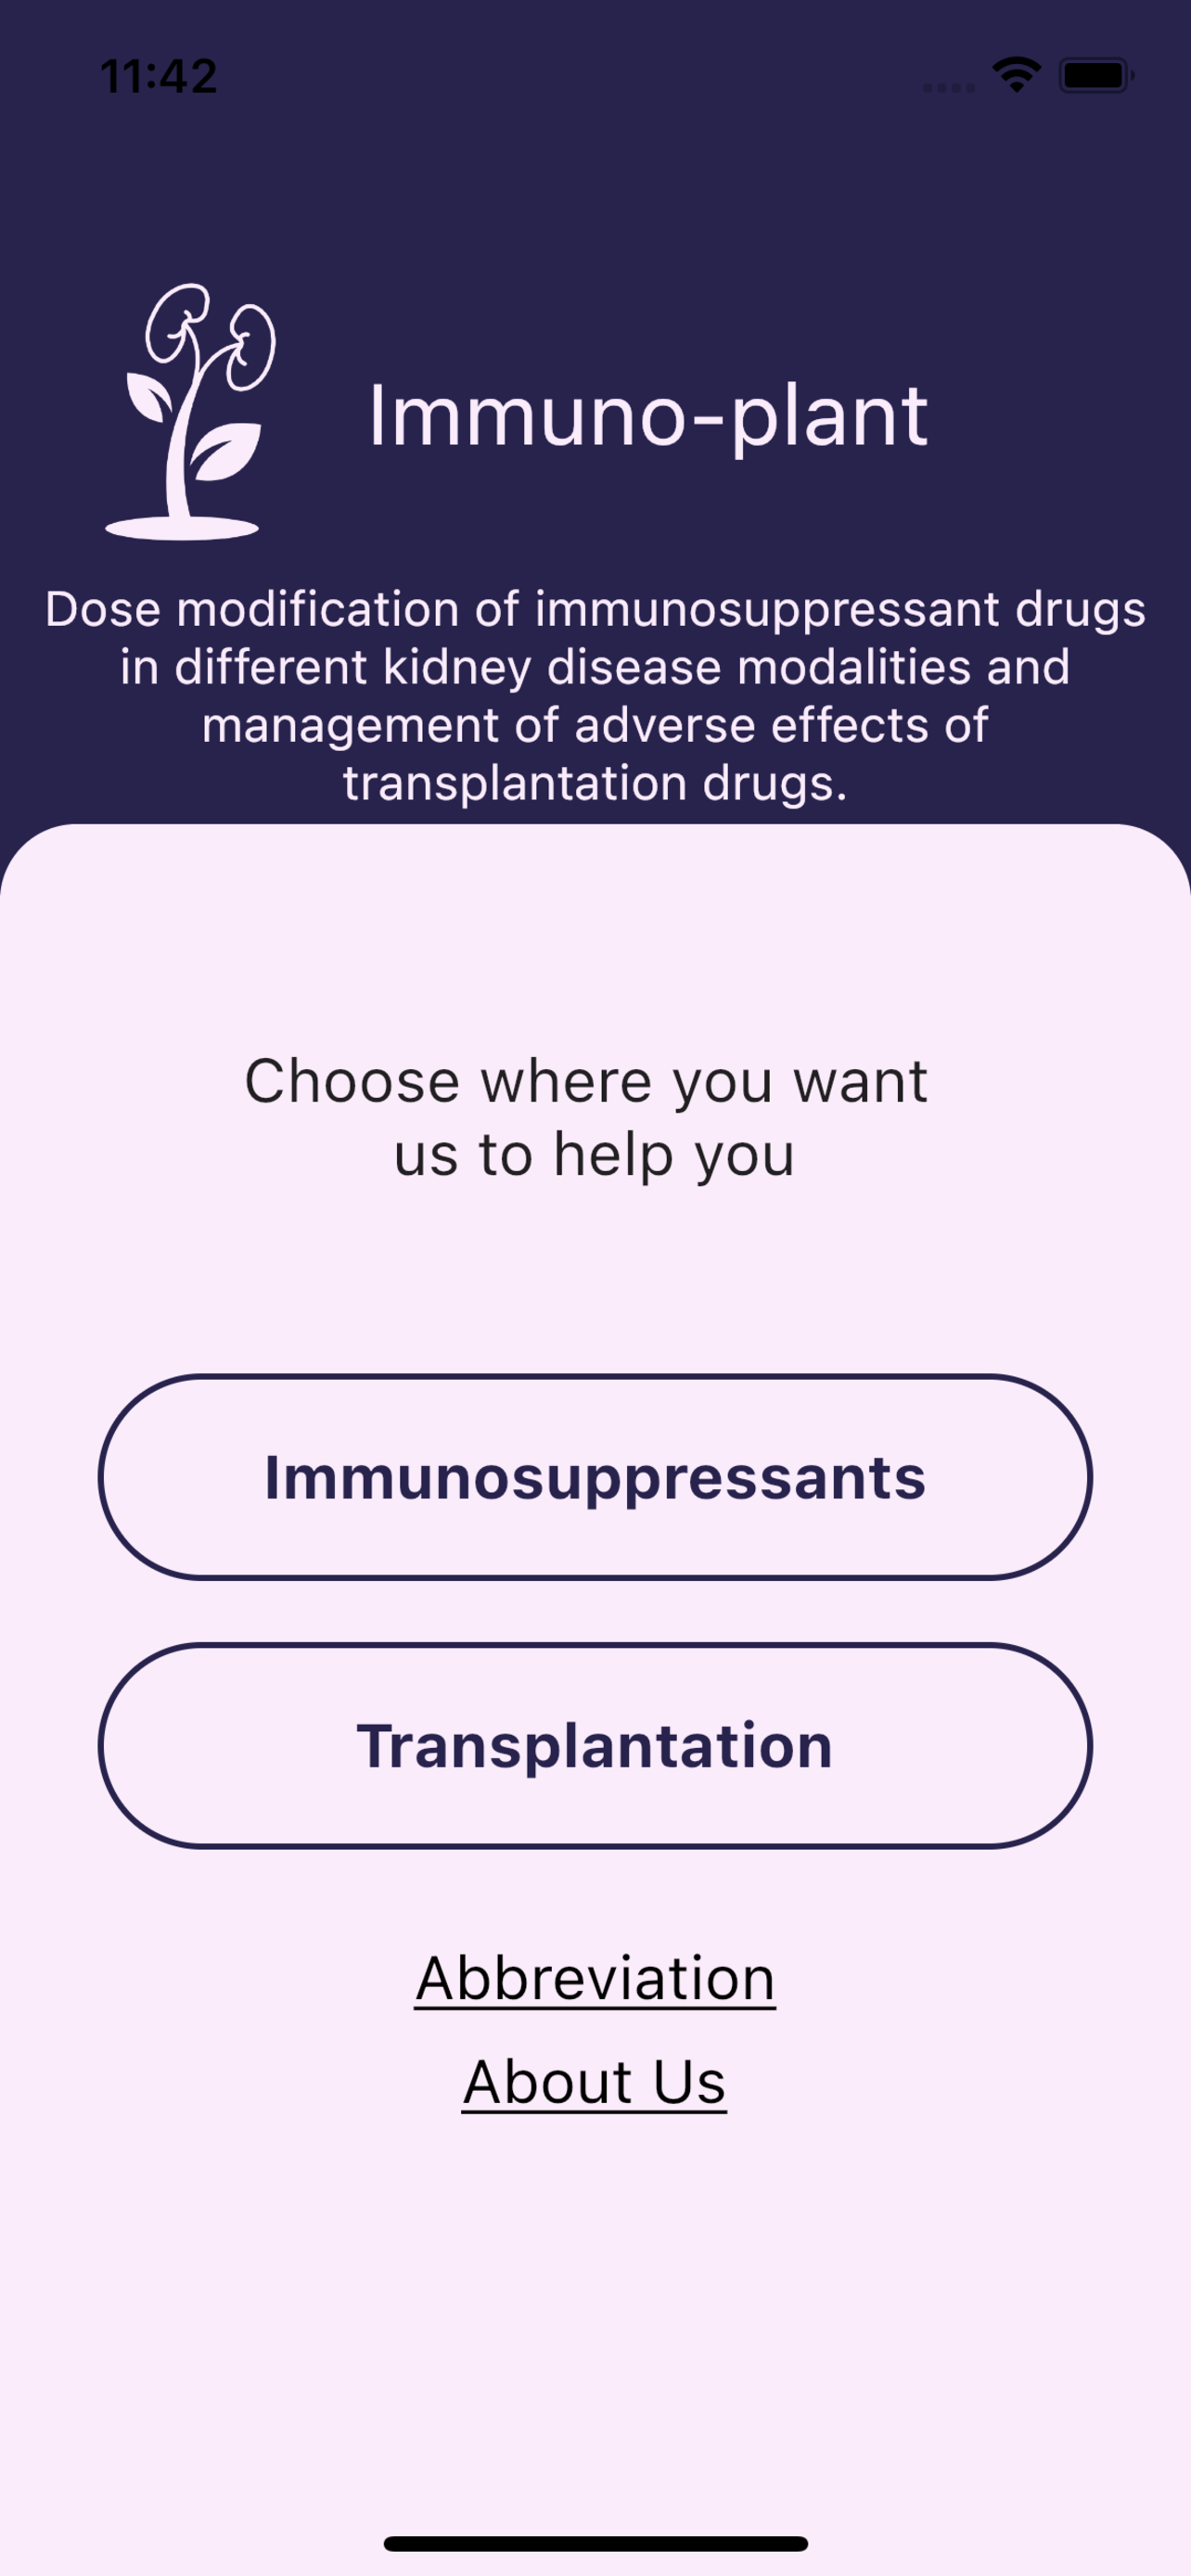 11:42
Immuno-plant
Dose modification of immunosuppressant drugs
in different kidney disease modalities and
management of adverse effects of
transplantation drugs.
Choose where you want
us to help you
Immunosuppressants
Transplantation
Abbreviation
About Us